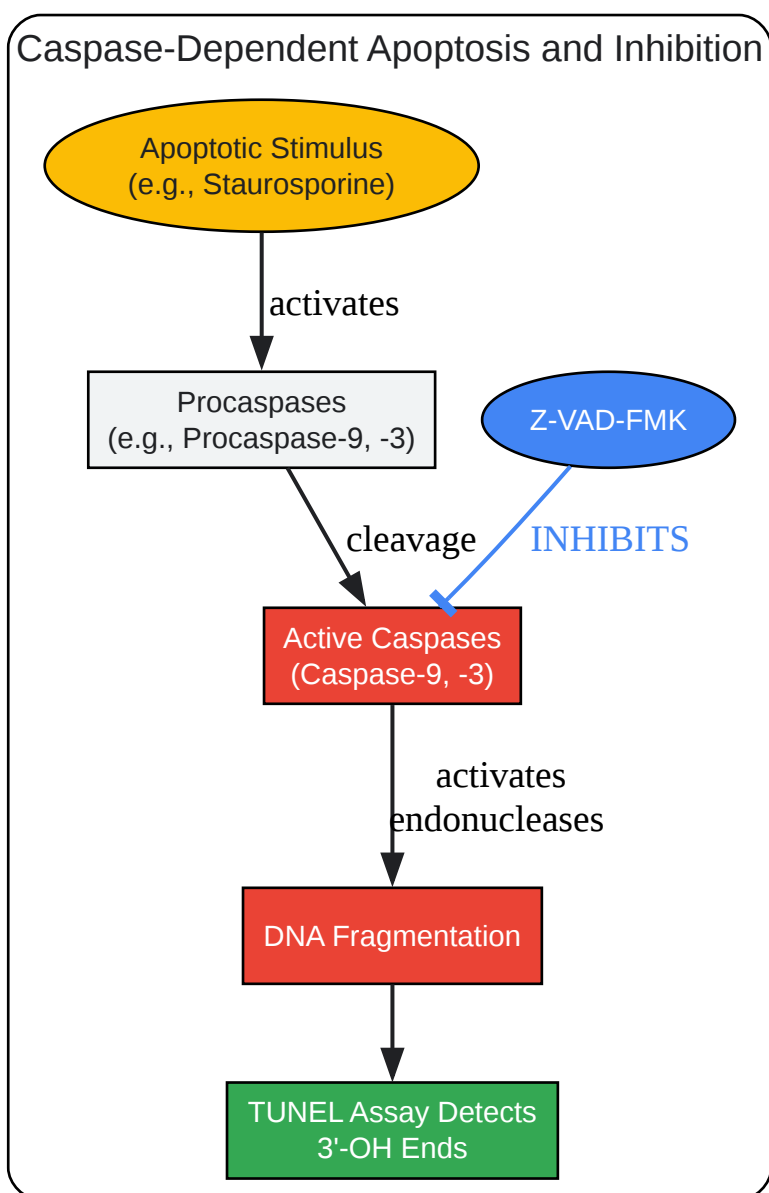 Caspase-Dependent Apoptosis and Inhibition
Apoptotic Stimulus
(e.g., Staurosporine)
activates
Procaspases
(e.g., Procaspase-9, -3)
Z-VAD-FMK
cleavage
INHIBITS
Active Caspases
(Caspase-9, -3)
activates
endonucleases
DNA Fragmentation
TUNEL Assay Detects
3'-OH Ends